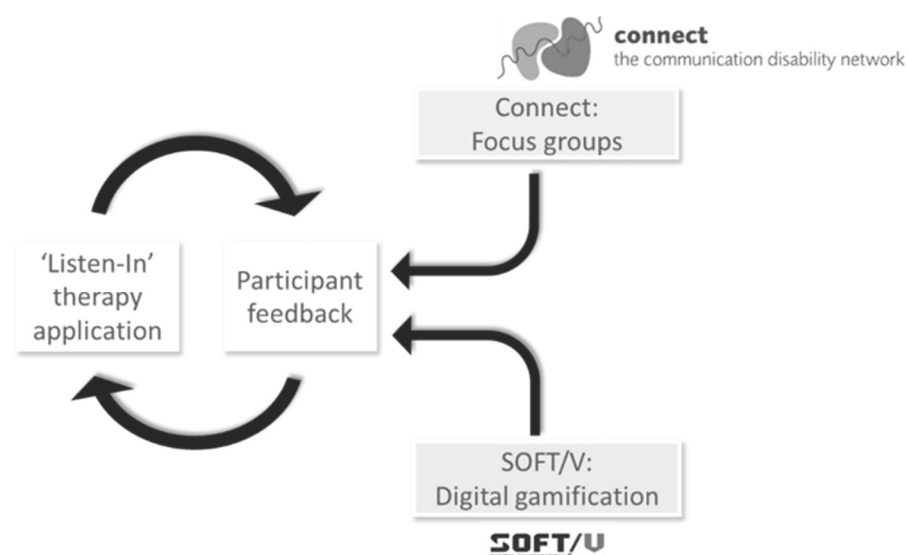 connect
the communication disability network
Connect:
Focus groups
‘Listen-In’
therapy
application
Participant
feedback
SOFT/V:
Digital gamification
SOFT/V